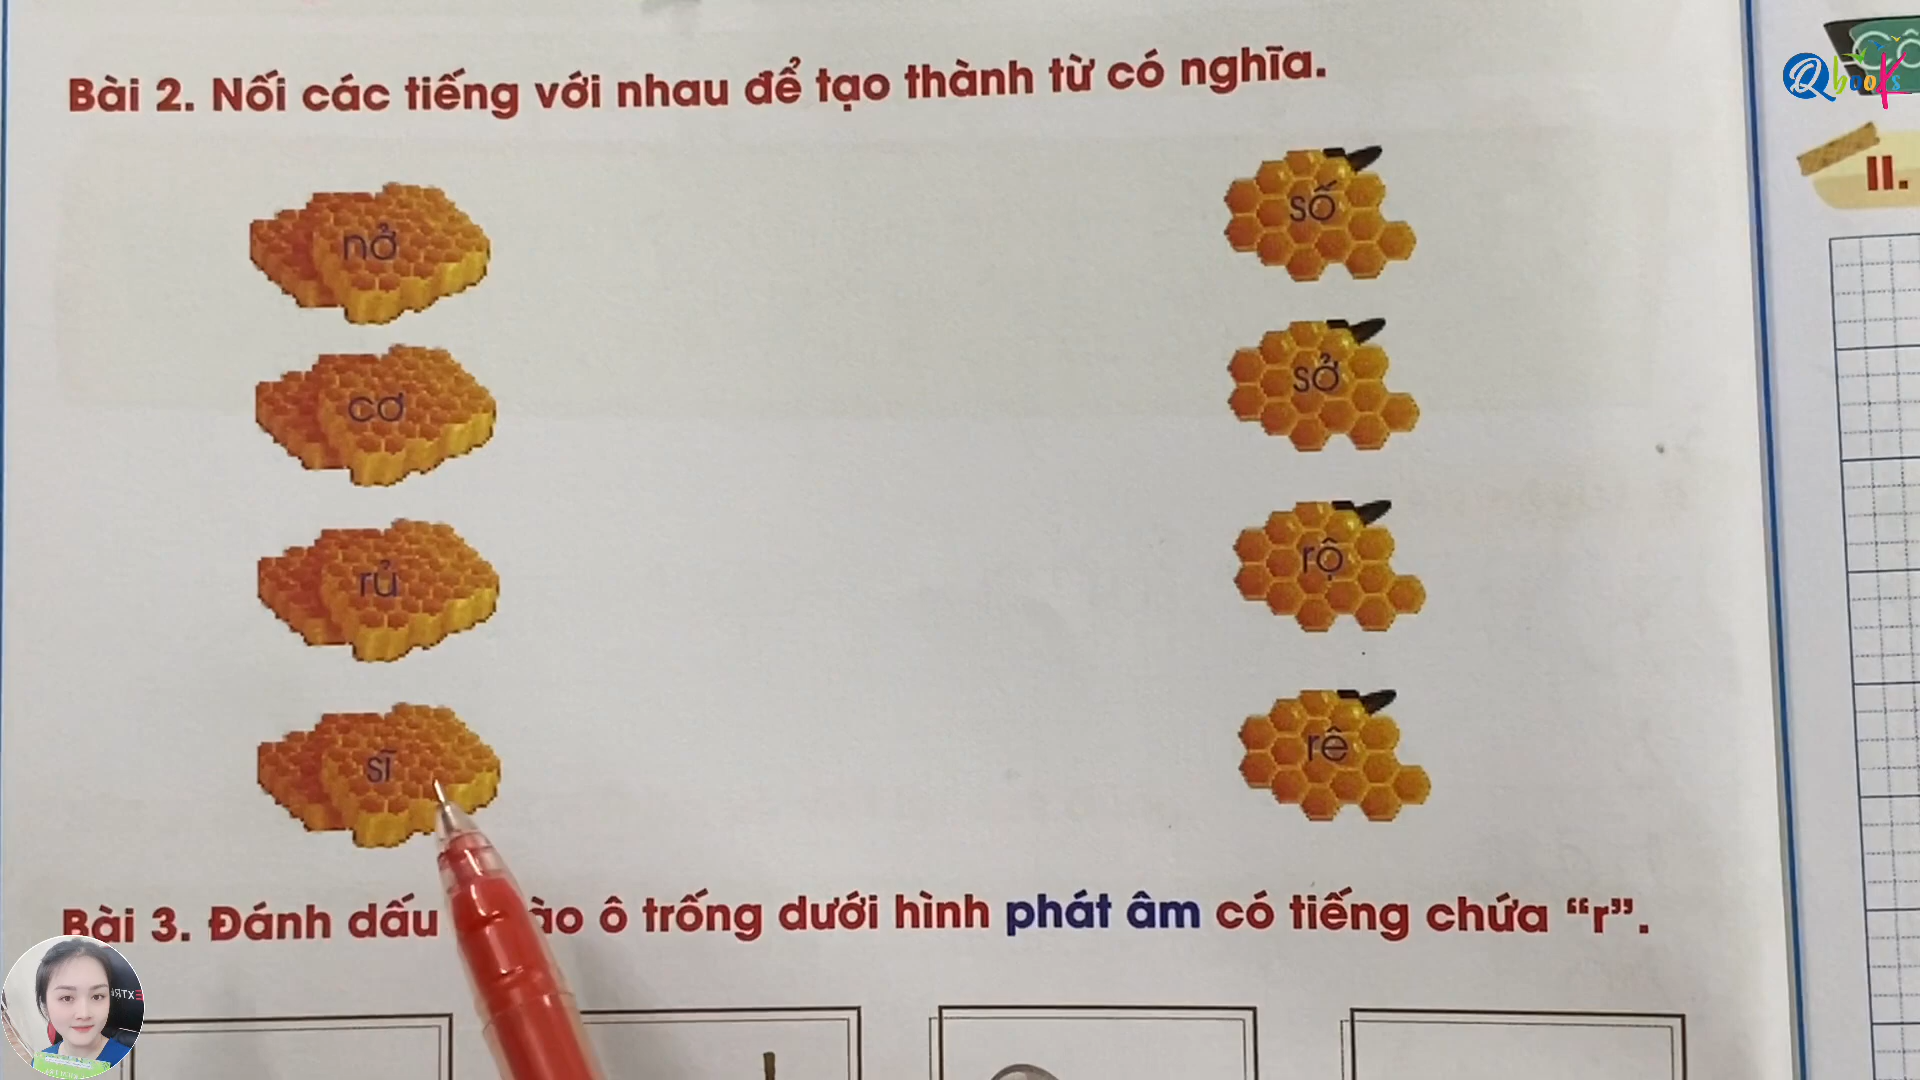 Qbooks
Bài 2. Nối các tiếng với nhau để tạo thành từ có nghĩa.
II.
nở
số
cơ
sở
rủ
rộ
sĩ
rê
Bài 3. Đánh dấu ào ô trống dưới hình phát âm có tiếng chứa “r”.